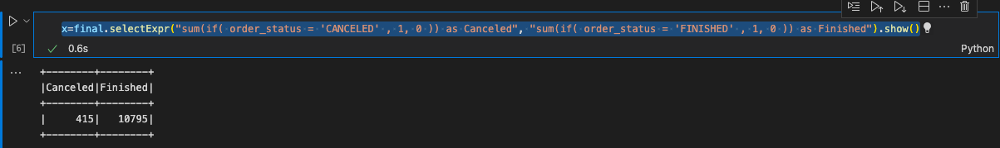 x=final.selectExpr("sum(if( order_status = 'CANCELED' , 1, 0 )) as Canceled", "sum(if( order_status = 'FINISHED' , 1, 0 )) as Finished").show()
[6]
0.6s
Python
+--------+--------+
|Canceled|Finished|
+--------+--------+
|     415|   10795|
+--------+--------+